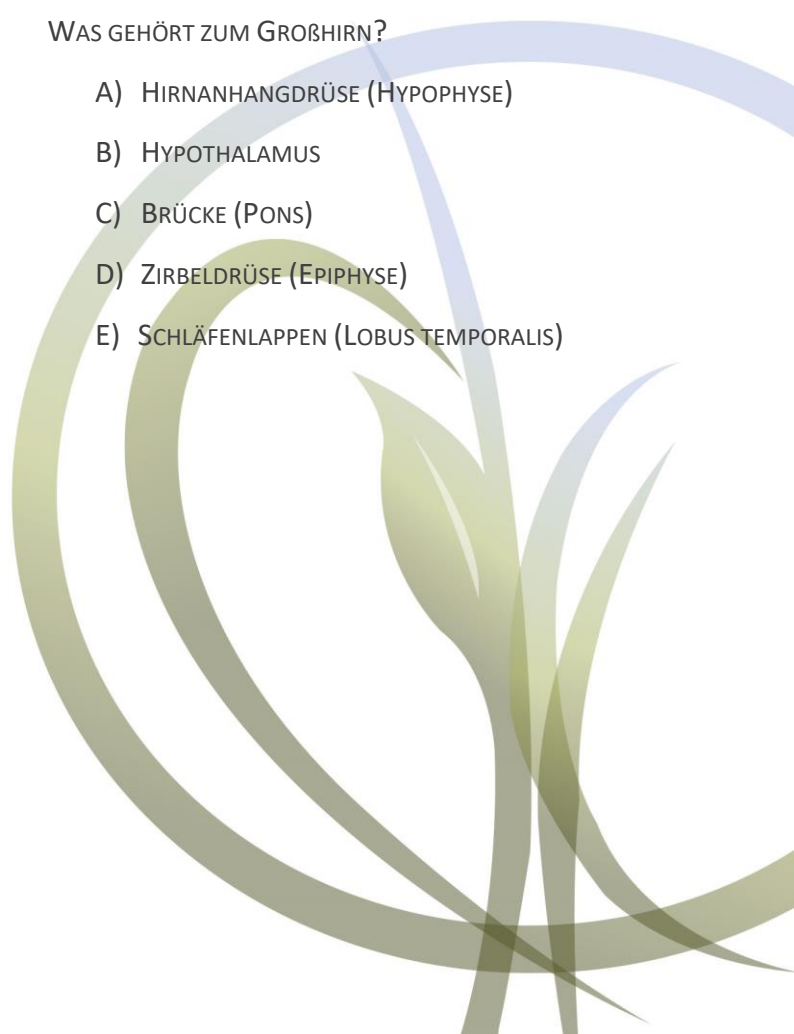 WAS GEHÖRT ZUM GROßHIRN?
A) HIRNANHANGDRÜSE (HYPOPHYSE)
B) HYPOTHALAMUS
C) BRÜCKE (PONS)
D) ZIRBELDRÜSE (EPIPHYSE)
E) SCHLÄFENLAPPEN (LOBUS TEMPORALIS)